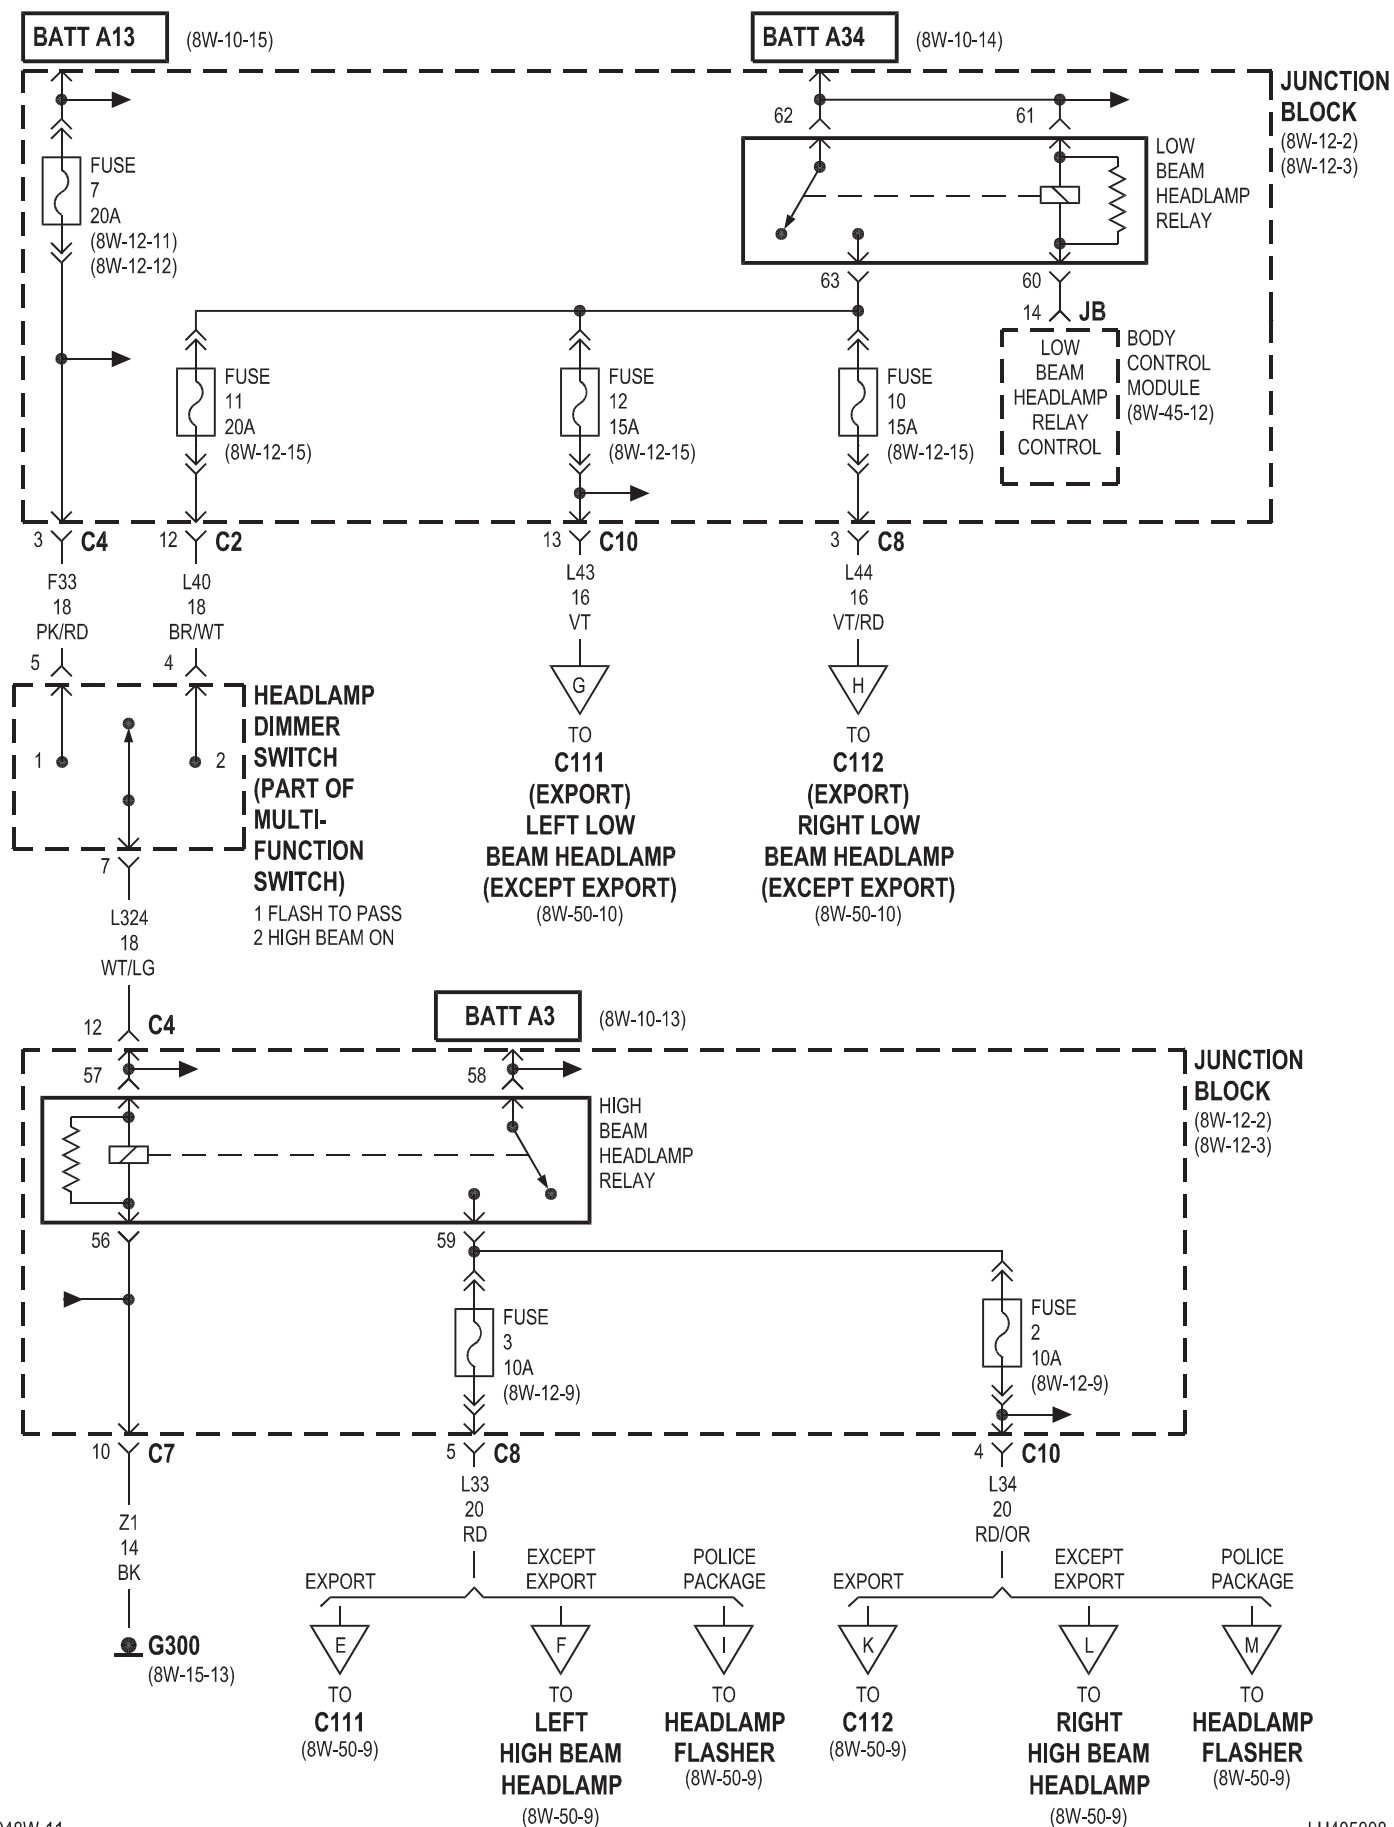 BATT A13
(8W-10-15)
BATT A34
(8W-10-14)
JUNCTION
BLOCK
(8W-12-2)
(8W-12-3)
62
61
LOW
BEAM
HEADLAMP
RELAY
FUSE
7
20A
(8W-12-11)
(8W-12-12)
63
60
14
JB
LOW
BEAM
HEADLAMP
RELAY
CONTROL
BODY
CONTROL
MODULE
(8W-45-12)
FUSE
11
20A
(8W-12-15)
FUSE
12
15A
(8W-12-15)
FUSE
10
15A
(8W-12-15)
3
C4
12
C2
13
C10
3
C8
F33
18
PK/RD
L40
18
BR/WT
L43
16
VT
L44
16
VT/RD
5
4
1
2
7
HEADLAMP
DIMMER
SWITCH
(PART OF
MULTI-
FUNCTION
SWITCH)
1 FLASH TO PASS
2 HIGH BEAM ON
G
TO
C111
(EXPORT)
LEFT LOW
BEAM HEADLAMP
(EXCEPT EXPORT)
(8W-50-10)
H
TO
C112
(EXPORT)
RIGHT LOW
BEAM HEADLAMP
(EXCEPT EXPORT)
(8W-50-10)
L324
18
WT/LG
12
C4
BATT A3
(8W-10-13)
JUNCTION
BLOCK
(8W-12-2)
(8W-12-3)
57
58
HIGH
BEAM
HEADLAMP
RELAY
56
59
FUSE
3
10A
(8W-12-9)
FUSE
2
10A
(8W-12-9)
10
C7
5
C8
4
C10
Z1
14
BK
G300
(8W-15-13)
L33
20
RD
L34
20
RD/OR
EXPORT
EXCEPT
EXPORT
POLICE
PACKAGE
EXPORT
EXCEPT
EXPORT
POLICE
PACKAGE
E
TO
C111
(8W-50-9)
F
TO
LEFT
HIGH BEAM
HEADLAMP
(8W-50-9)
I
TO
HEADLAMP
FLASHER
(8W-50-9)
K
TO
C112
(8W-50-9)
L
TO
RIGHT
HIGH BEAM
HEADLAMP
(8W-50-9)
M
TO
HEADLAMP
FLASHER
(8W-50-9)